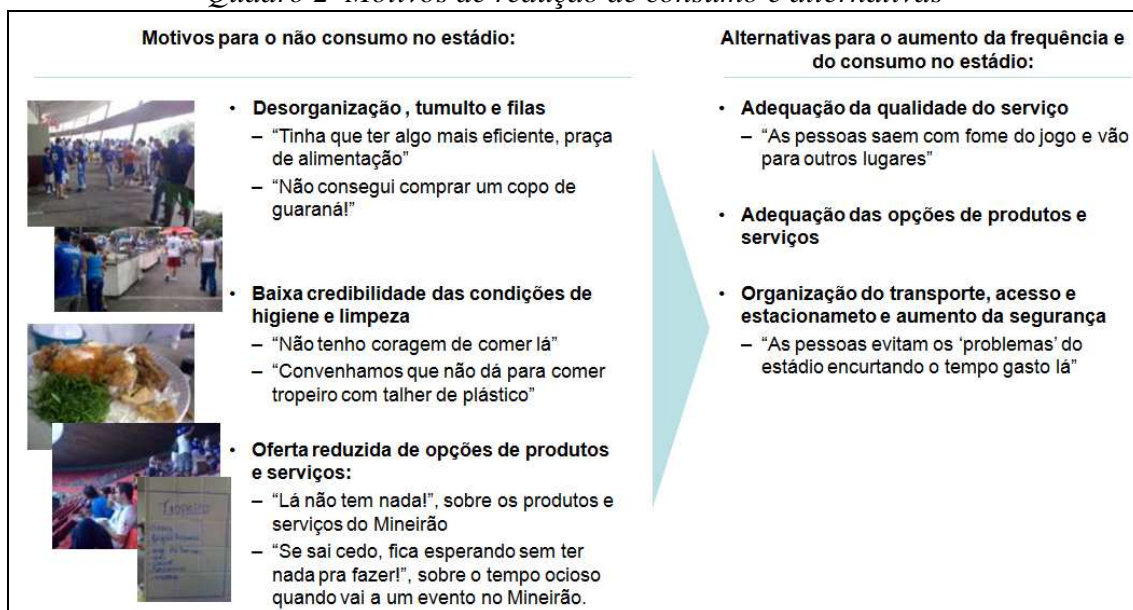 Quadro 2- Motivos de redução de consumo e alternativas
Motivos para o não consumo no estádio:
• Desorganização , tumulto e filas
– “Tinha que ter algo mais eficiente, praça
de alimentação”
– “Não consegui comprar um copo de
guaraná!”
• Baixa credibilidade das condições de
higiene e limpeza
– “Não tenho coragem de comer lá”
– “Convenhamos que não dá para comer
tropeiro com talher de plástico”
• Oferta reduzida de opções de produtos
e serviços:
– “Lá não tem nada!”, sobre os produtos e
serviços do Mineirão
– “Se sai cedo, fica esperando sem ter
nada pra fazer!”, sobre o tempo ocioso
quando vai a um evento no Mineirão.
Tropeiro
Alternativas para o aumento da frequência e
do consumo no estádio:
• Adequação da qualidade do serviço
– “As pessoas saem com fome do jogo e vão
para outros lugares”
• Adequação das opções de produtos e
serviços
• Organização do transporte, acesso e
estacionameto e aumento da segurança
– “As pessoas evitam os ‘problemas’ do
estádio encurtando o tempo gasto lá”